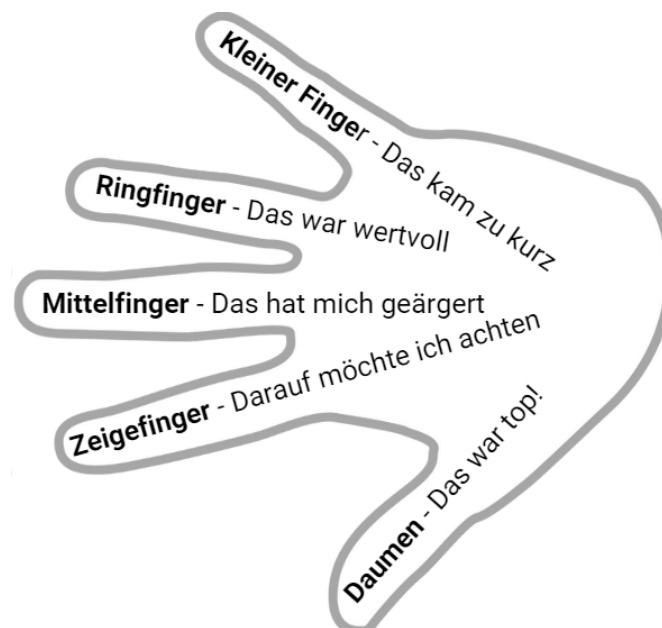 Kleiner Finger - Das kam zu kurz
Ringfinger - Das war wertvoll
Mittelfinger - Das hat mich geärgert
Zeigefinger - Darauf möchte ich achten
Daumen - Das war top!